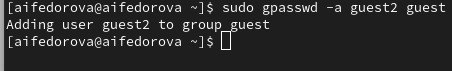 [aifedorova@aifedorova ~]$ sudo gpasswd -a guest2 guest
Adding user guest2 to group guest
[aifedorova@aifedorova ~]$